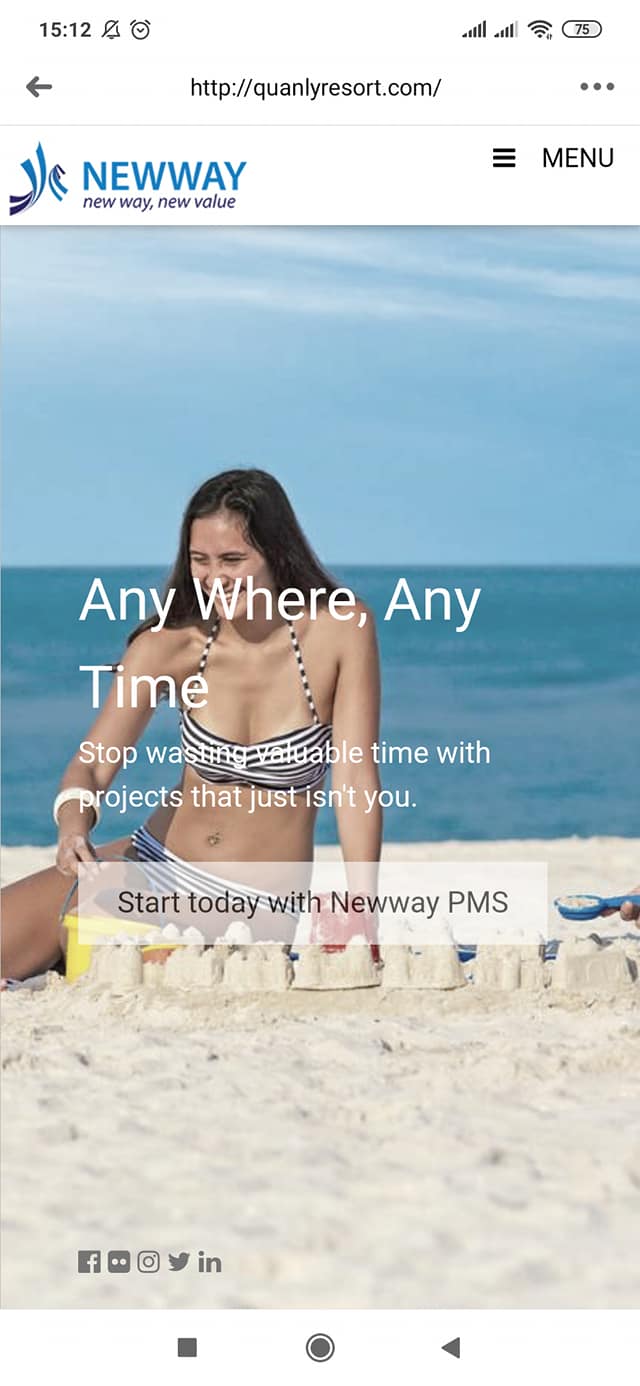 15:12
75
http://quanlyresort.com/
NEWWAY
new way, new value
MENU
Any Where, Any
Time
Stop wasting valuable time with
projects that just isn't you.
Start today with Newway PMS